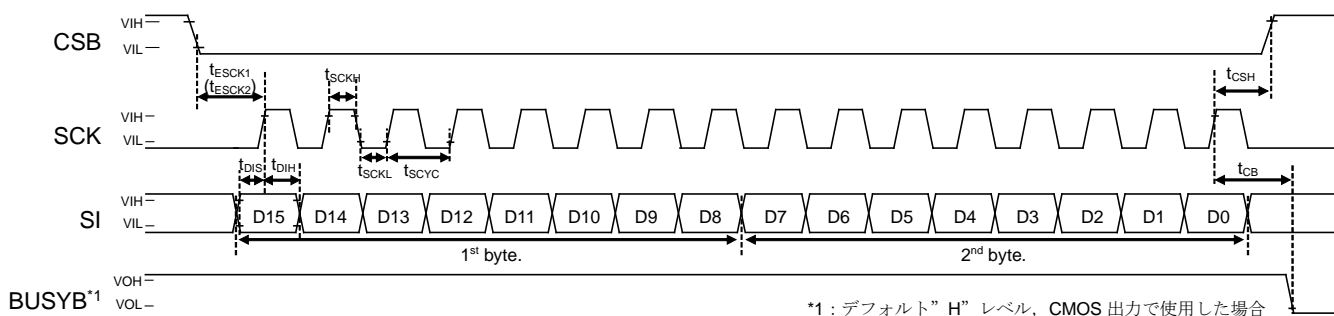 CSB VIH
VIL
tESCK1
(tESCK2)
tSCKH
tCSH
SCK VIH
VIL
tDIS tDIH
tSCKL tSCYC
tCB
SI VIH
VIL
D15 D14 D13 D12 D11 D10 D9 D8 D7 D6 D5 D4 D3 D2 D1 D0
1st byte. 2nd byte.
BUSYB*1 VOH
VOL
*1：デフォルト”H”レベル，CMOS 出力で使用した場合